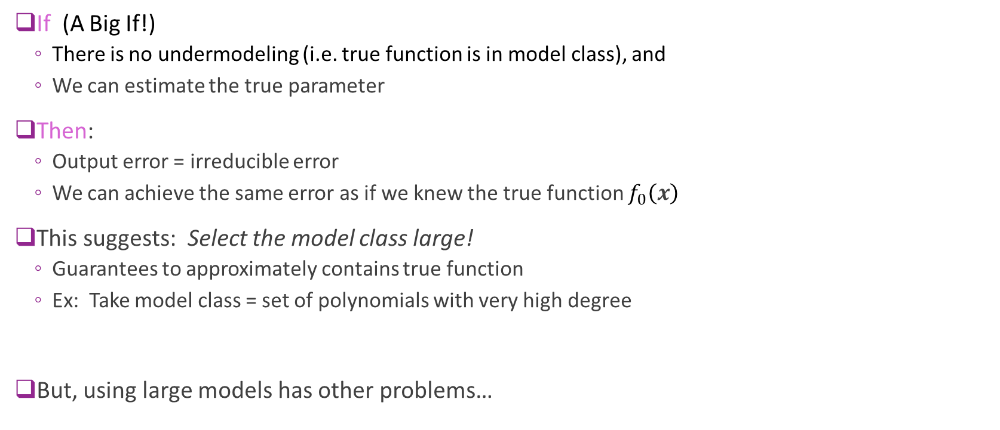 If (A Big If!)
There is no undermodeling (i.e. true function is in model class), and
We can estimate the true parameter
Then:
Output error = irreducible error
We can achieve the same error as if we knew the true function f₀(x)
This suggests: Select the model class large!
Guarantees to approximately contains true function
Ex: Take model class = set of polynomials with very high degree
But, using large models has other problems…